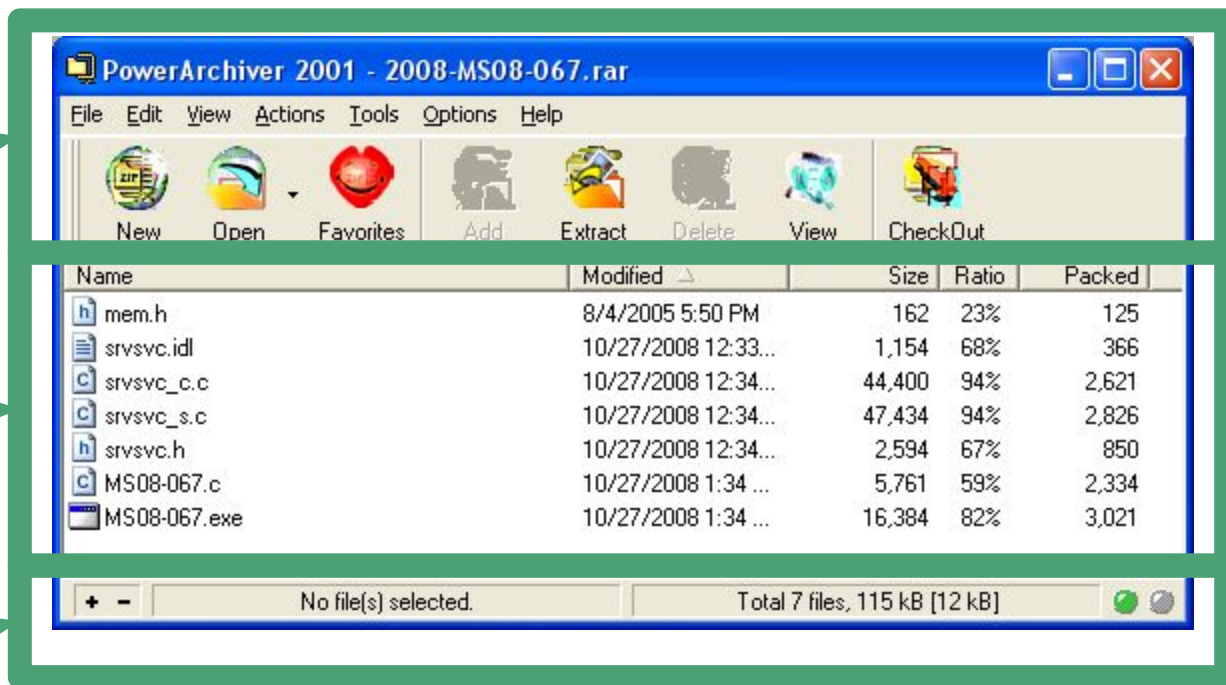 PowerArchiver 2001 - 2008-MS08-067.rar
File Edit View Actions Tools Options Help
ZIP
New Open Favorites Add Extract Delete View CheckOut
Name Modified Size Ratio Packed
mem.h 8/4/2005 5:50 PM 162 23% 125
srvsvc.idl 10/27/2008 12:33... 1,154 68% 366
srvsvc_c.c 10/27/2008 12:34... 44,400 94% 2,621
srvsvc_s.c 10/27/2008 12:34... 47,434 94% 2,826
srvsvc.h 10/27/2008 12:34... 2,594 67% 850
MS08-067.c 10/27/2008 1:34 ... 5,761 59% 2,334
MS08-067.exe 10/27/2008 1:34 ... 16,384 82% 3,021
+ - No file(s) selected. Total 7 files, 115 kB [12 kB]